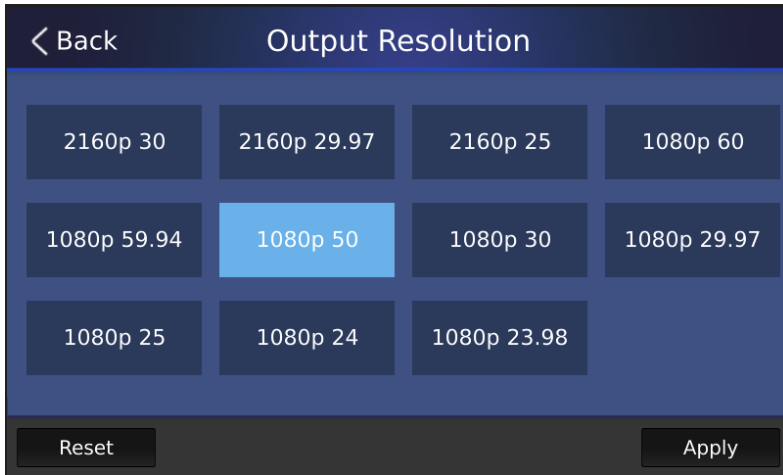 Back
Output Resolution
2160p 30
2160p 29.97
2160p 25
1080p 60
1080p 59.94
1080p 50
1080p 30
1080p 29.97
1080p 25
1080p 24
1080p 23.98
Reset
Apply